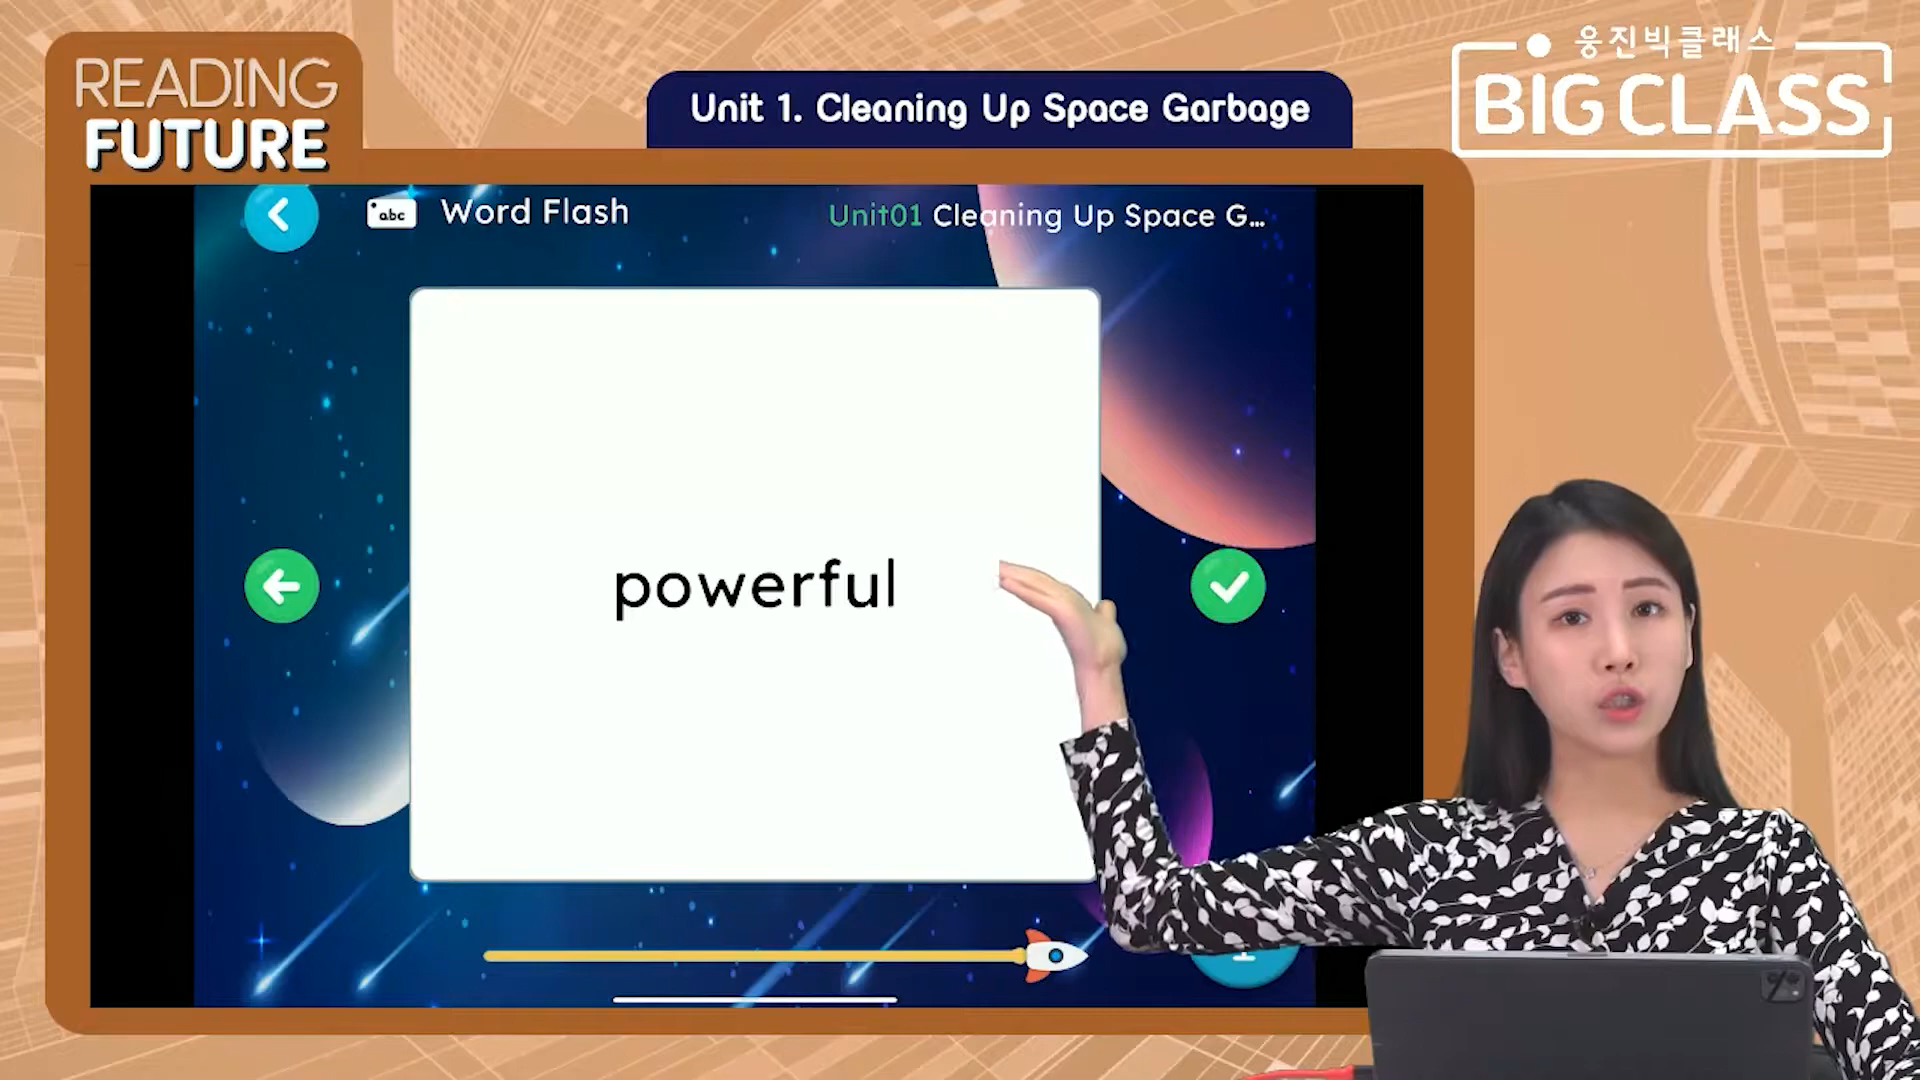 READING
FUTURE
Unit 1. Cleaning Up Space Garbage
웅진빅클래스
BIG CLASS
abc
Word Flash
Unit01 Cleaning Up Space G...
powerful